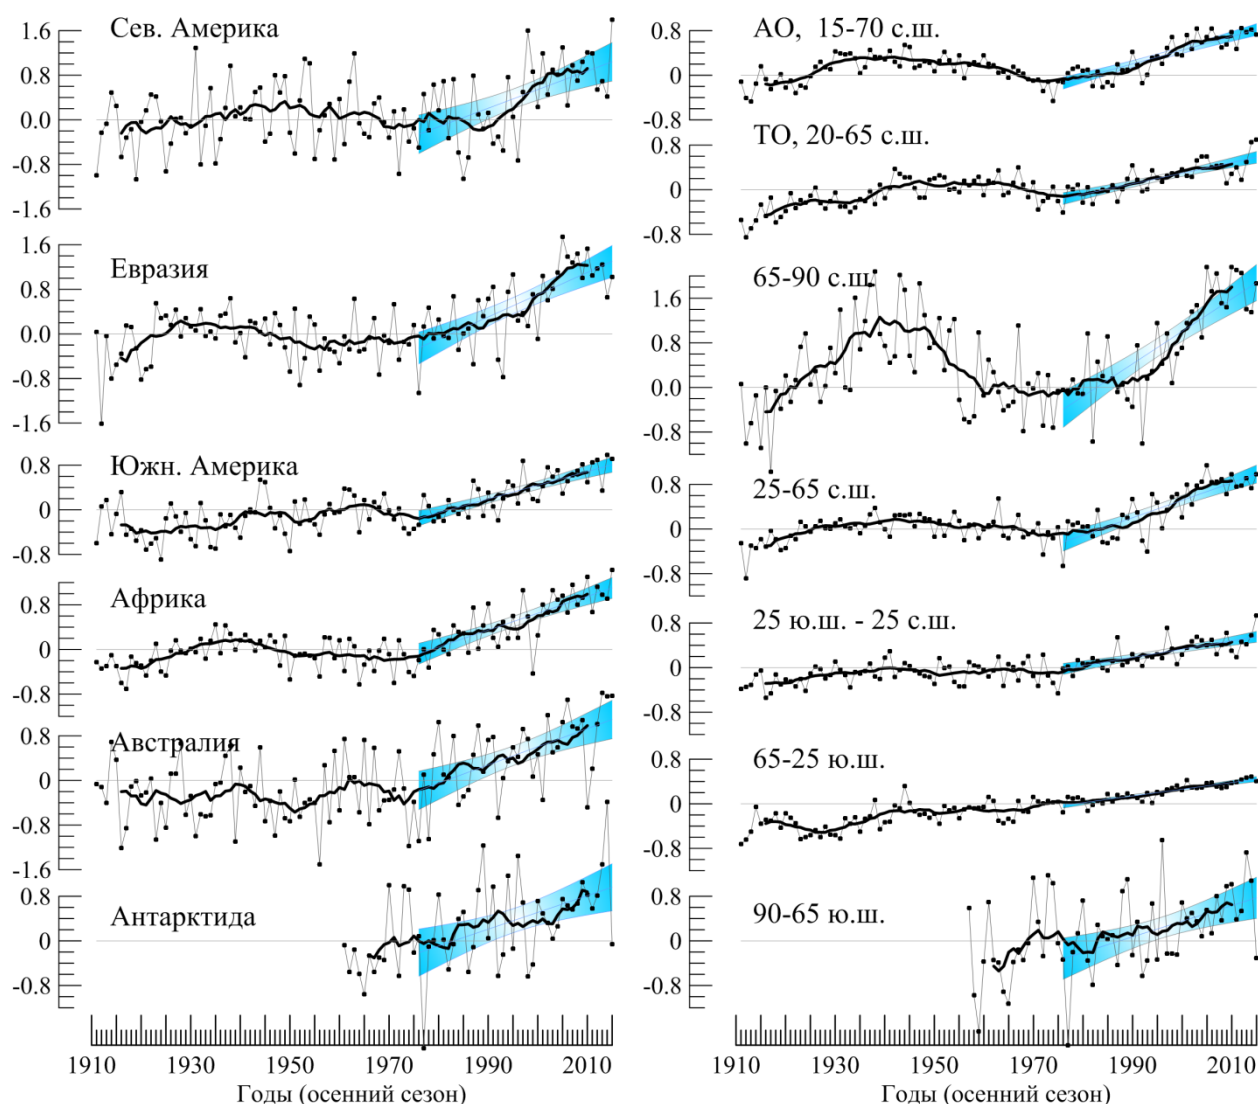 Сев. Америка
1.6
0.8
0.0
-0.8
-1.6
Евразия
1.6
0.8
0.0
-0.8
-1.6
Южн. Америка
0.8
0
-0.8
Африка
0.8
0
-0.8
Австралия
0.8
0
-0.8
-1.6
Антарктида
0.8
0
-0.8
1910 1930 1950 1970 1990 2010
Годы (осенний сезон)
АО, 15-70 с.ш.
0.8
0
-0.8
ТО, 20-65 с.ш.
0.8
0
-0.8
65-90 с.ш.
1.6
0.8
0.0
-0.8
25-65 с.ш.
0.8
0
-0.8
25 ю.ш. - 25 с.ш.
0.8
0
-0.8
65-25 ю.ш.
0.8
0
-0.8
90-65 ю.ш.
0.8
0
-0.8
1910 1930 1950 1970 1990 2010
Годы (осенний сезон)